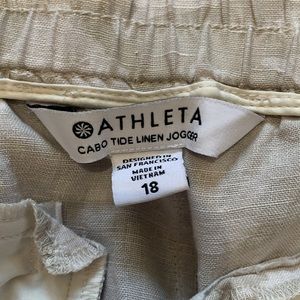 ATHLETA
CABO TIDE LINEN JOGGER
DESIGNED IN
SAN FRANCISCO
MADE IN
VIETNAM
18